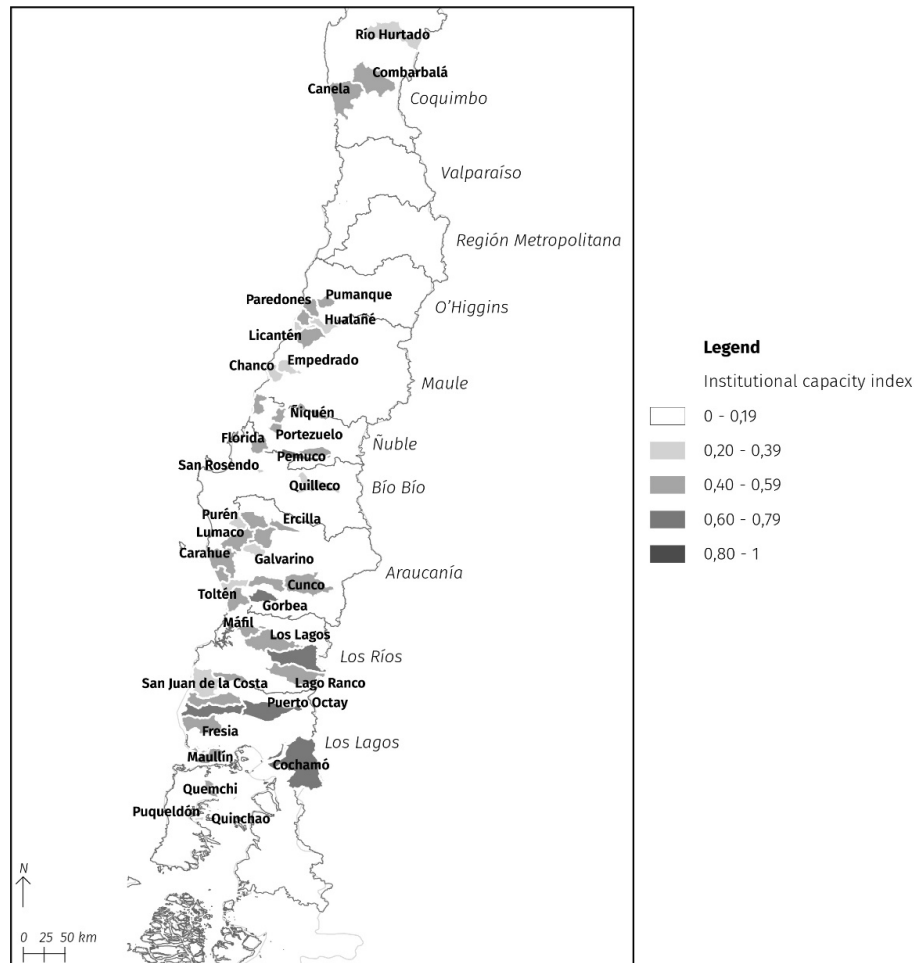 Río Hurtado
Combarbalá
Canela
Coquimbo
Valparaíso
Región Metropolitana
Paredones
Pumanque
O'Higgins
Hualañé
Licantén
Chanco
Empedrado
Maule
Ñiquén
Florida
Portezuelo
Ñuble
Pemuco
San Rosendo
Quilleco
Bío Bío
Purén
Ercilla
Lumaco
Carahue
Galvarino
Araucanía
Cunco
Toltén
Gorbea
Máfil
Los Lagos
Los Ríos
San Juan de la Costa
Lago Ranco
Puerto Octay
Fresia
Los Lagos
Maullín
Cochamó
Quemchi
Puqueldón
Quinchao
N
0 25 50 km
Legend
Institutional capacity index
0 - 0,19
0,20 - 0,39
0,40 - 0,59
0,60 - 0,79
0,80 - 1